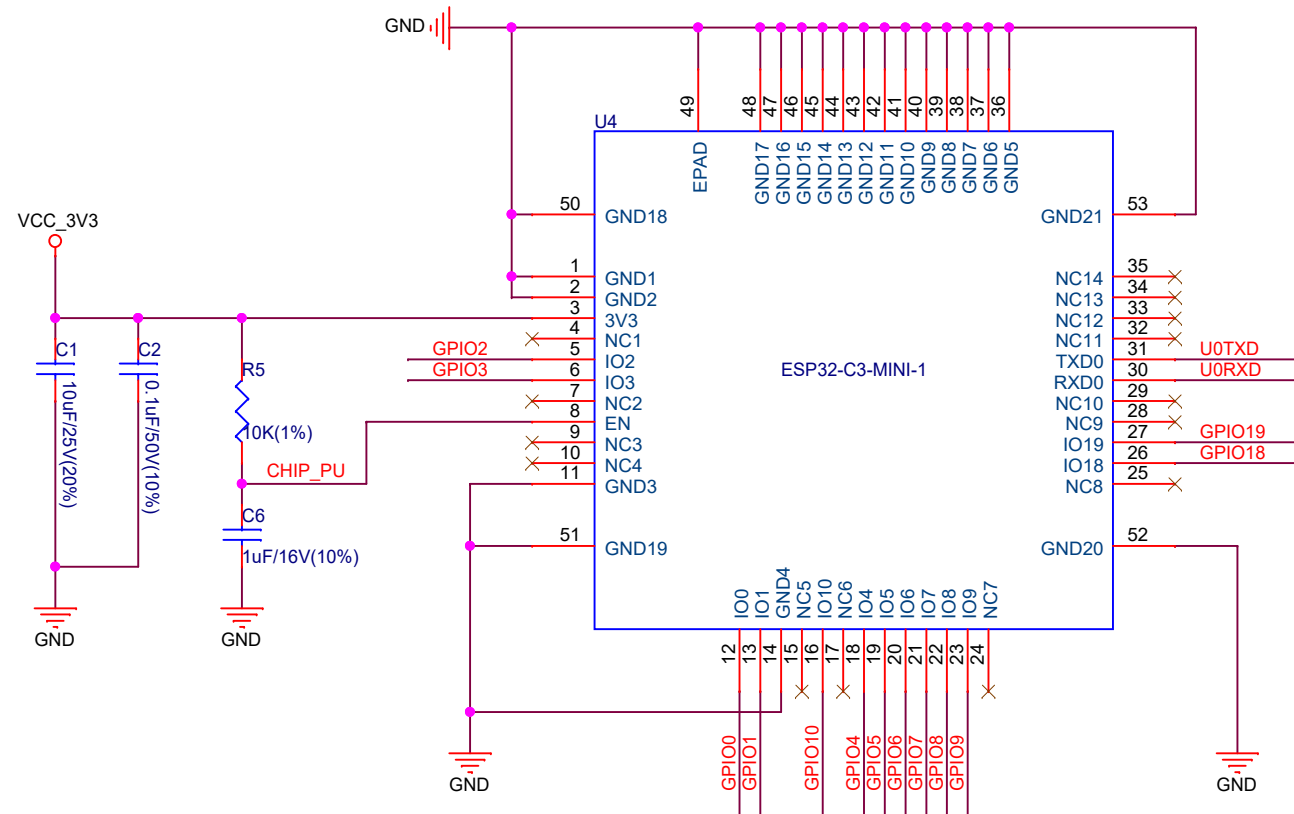 GND
49
48
47
46
45
44
43
42
41
40
39
38
37
36
U4
EPAD
GND17
GND16
GND15
GND14
GND13
GND12
GND11
GND10
GND9
GND8
GND7
GND6
GND5
VCC_3V3
50
GND18
GND21
53
1
GND1
NC14
35
2
GND2
NC13
34
3
3V3
NC12
33
4
NC1
NC11
32
C1
10uF/25V(20%)
C2
0.1uF/50V(10%)
R5
10K(1%)
GPIO2
5
IO2
ESP32-C3-MINI-1
TXD0
31
U0TXD
GPIO3
6
IO3
RXD0
30
U0RXD
7
NC2
NC10
29
8
EN
NC9
28
9
NC3
IO19
27
GPIO19
CHIP_PU
10
NC4
IO18
26
GPIO18
11
GND3
NC8
25
C6
1uF/16V(10%)
51
GND19
GND20
52
IO0
IO1
GND4
NC5
IO10
NC6
IO4
IO5
IO6
IO7
IO8
IO9
NC7
GND
GND
12
13
14
15
16
17
18
19
20
21
22
23
24
GPIO0
GPIO1
GPIO10
GPIO4
GPIO5
GPIO6
GPIO7
GPIO8
GPIO9
GND
GND